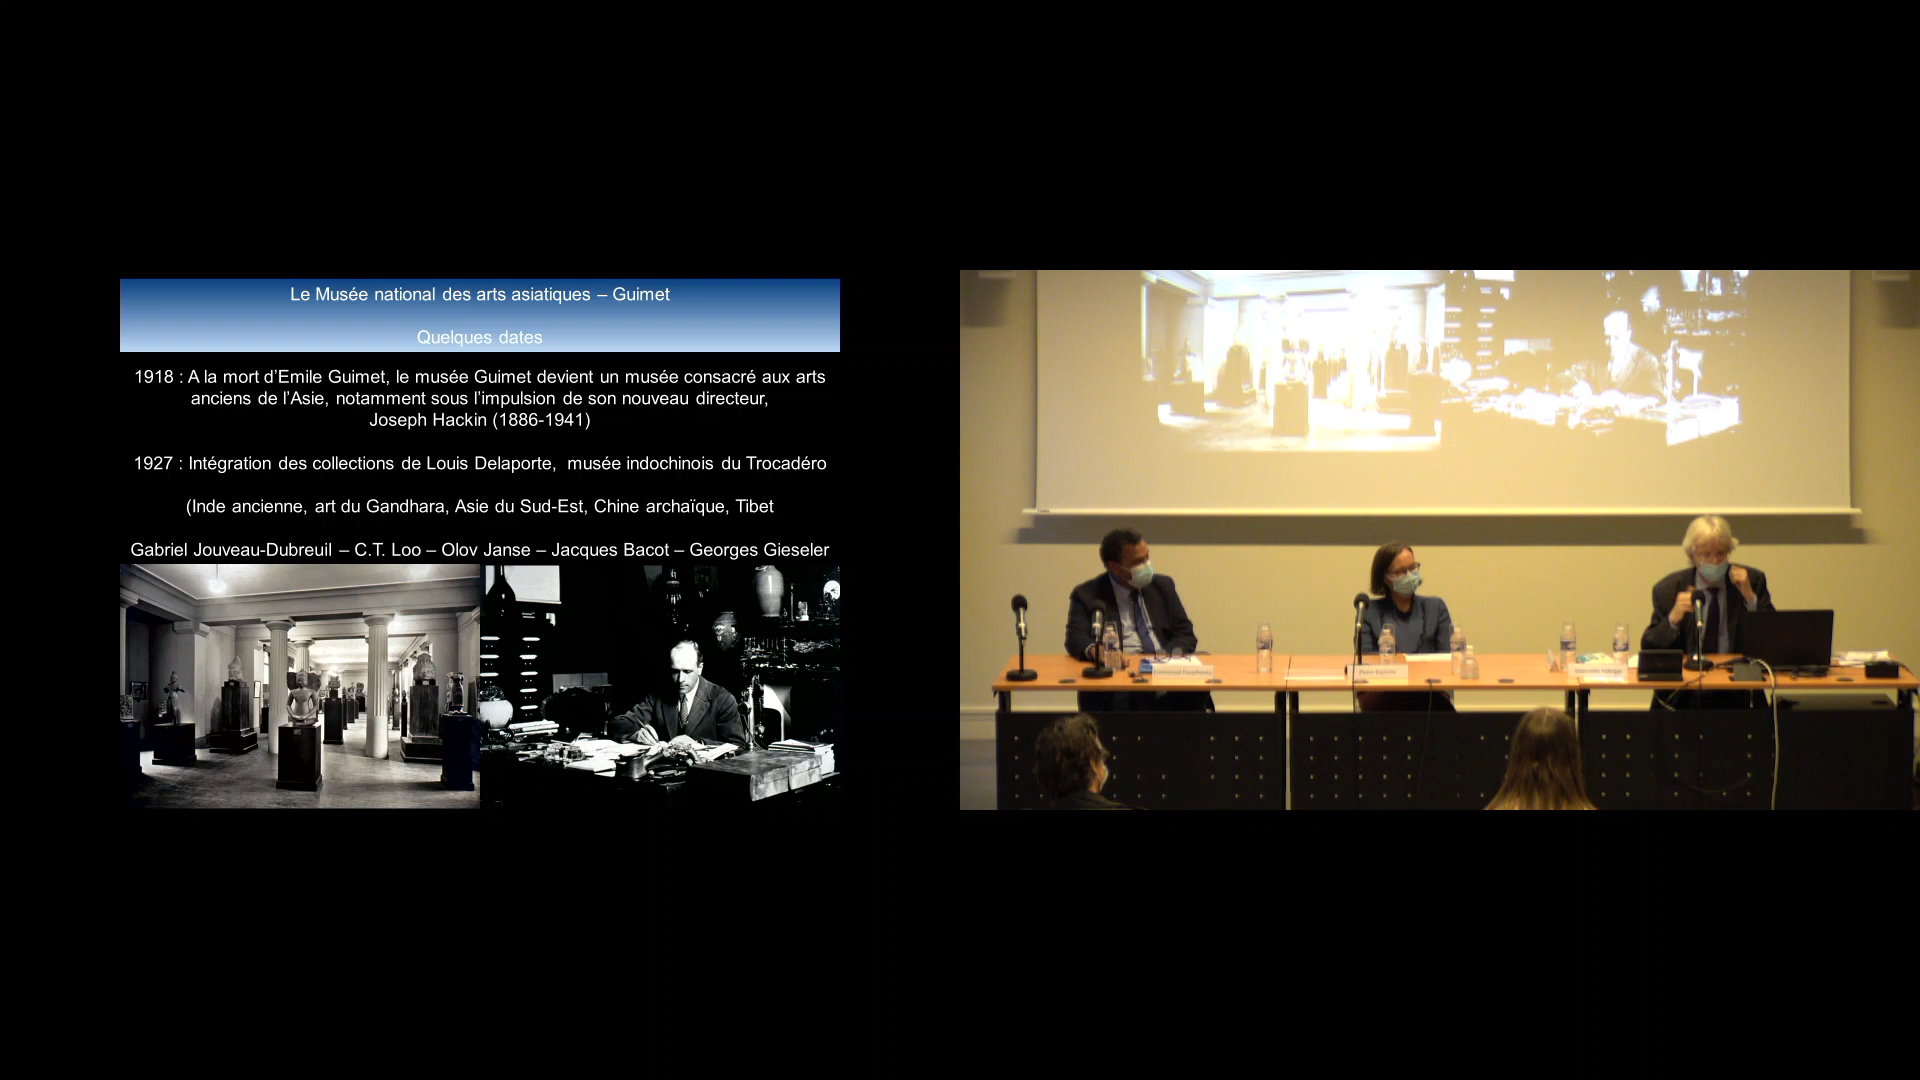 Le Musée national des arts asiatiques – Guimet
Quelques dates
1918 : A la mort d’Emile Guimet, le musée Guimet devient un musée consacré aux arts
anciens de l’Asie, notamment sous l’impulsion de son nouveau directeur,
Joseph Hackin (1886-1941)
1927 : Intégration des collections de Louis Delaporte,  musée indochinois du Trocadéro
(Inde ancienne, art du Gandhara, Asie du Sud-Est, Chine archaïque, Tibet
Gabriel Jouveau-Dubreuil – C.T. Loo – Olov Janse – Jacques Bacot – Georges Gieseler